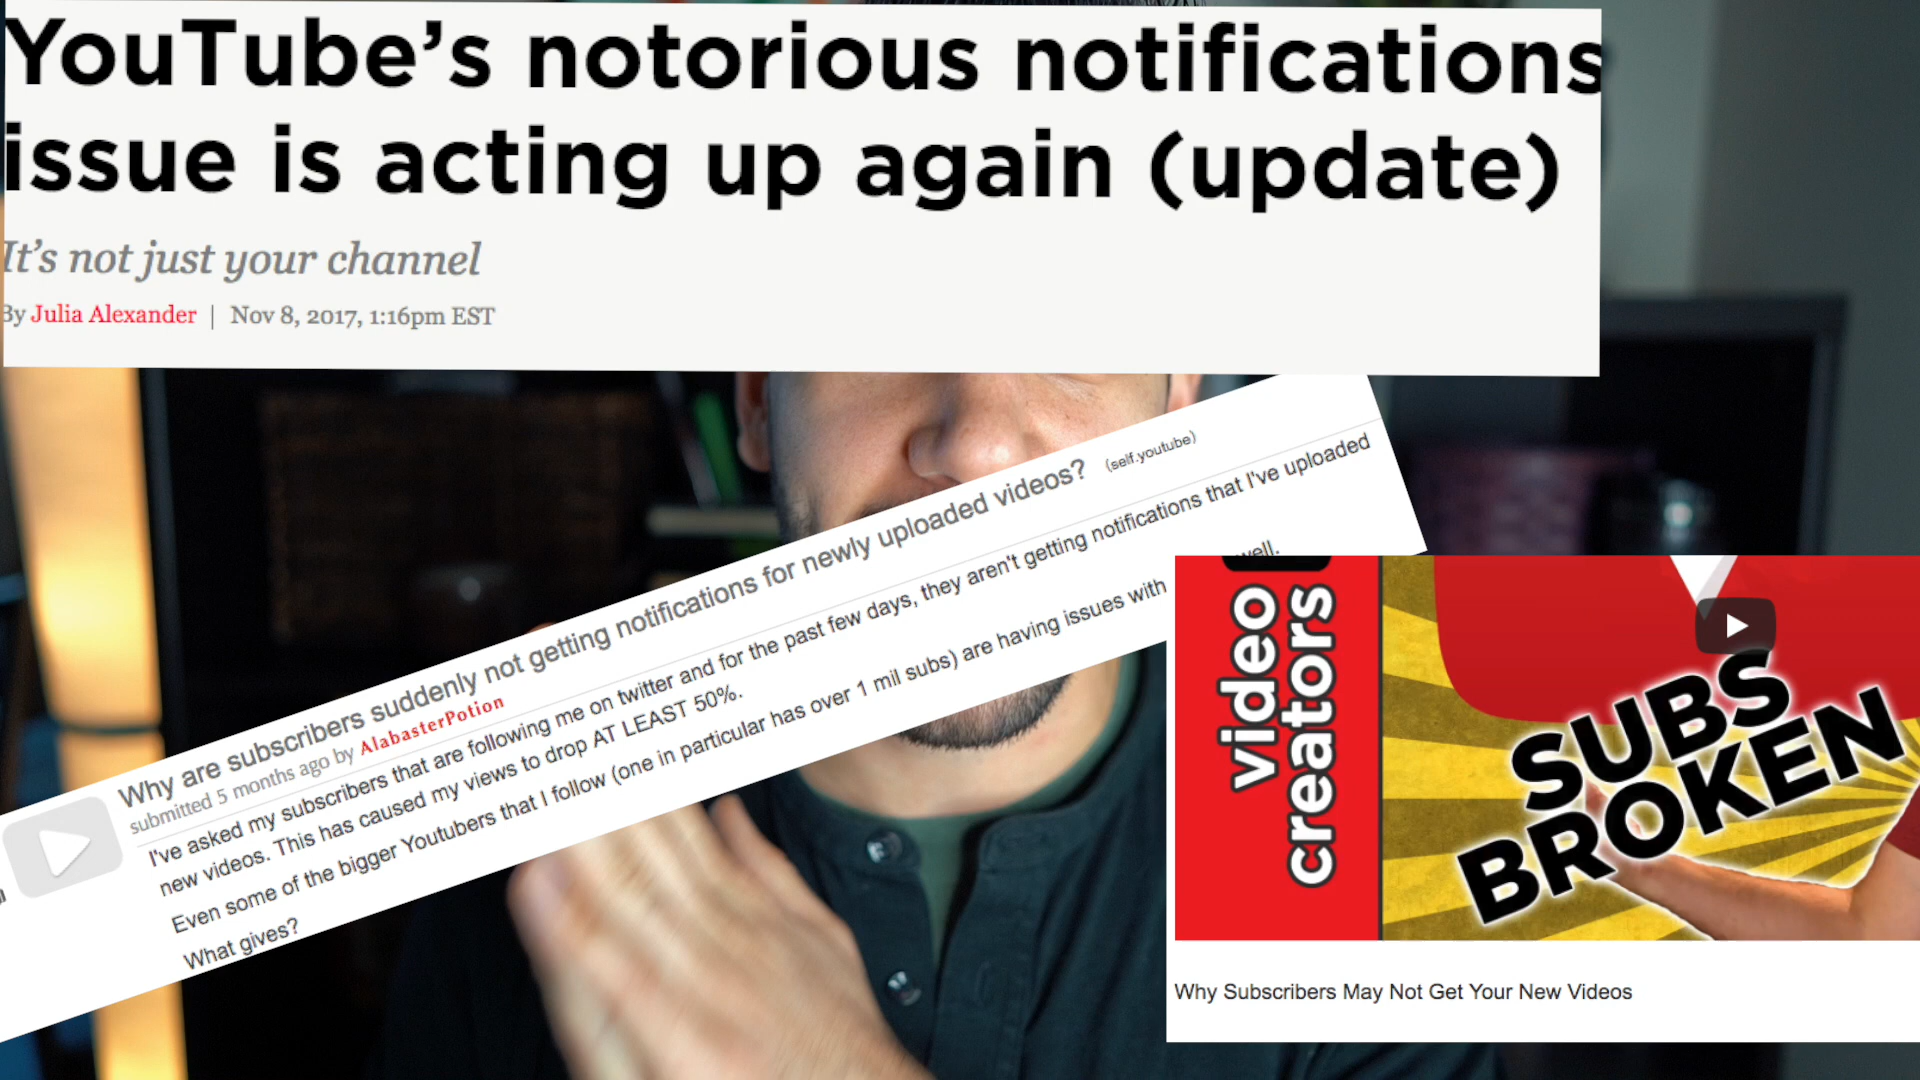 YouTube’s notorious notifications
issue is acting up again (update)
It’s not just your channel
By Julia Alexander | Nov 8, 2017, 1:16pm EST
Why are subscribers suddenly not getting notifications for newly uploaded videos? (self.youtube)
submitted 5 months ago by AlabasterPotion
I've asked my subscribers that are following me on twitter and for the past few days, they aren't getting notifications that I've uploaded
new videos. This has caused my views to drop AT LEAST 50%.
Even some of the bigger Youtubers that I follow (one in particular has over 1 mil subs) are having issues with
well.
What gives?
video
creators
SUBS
BROKEN
Why Subscribers May Not Get Your New Videos